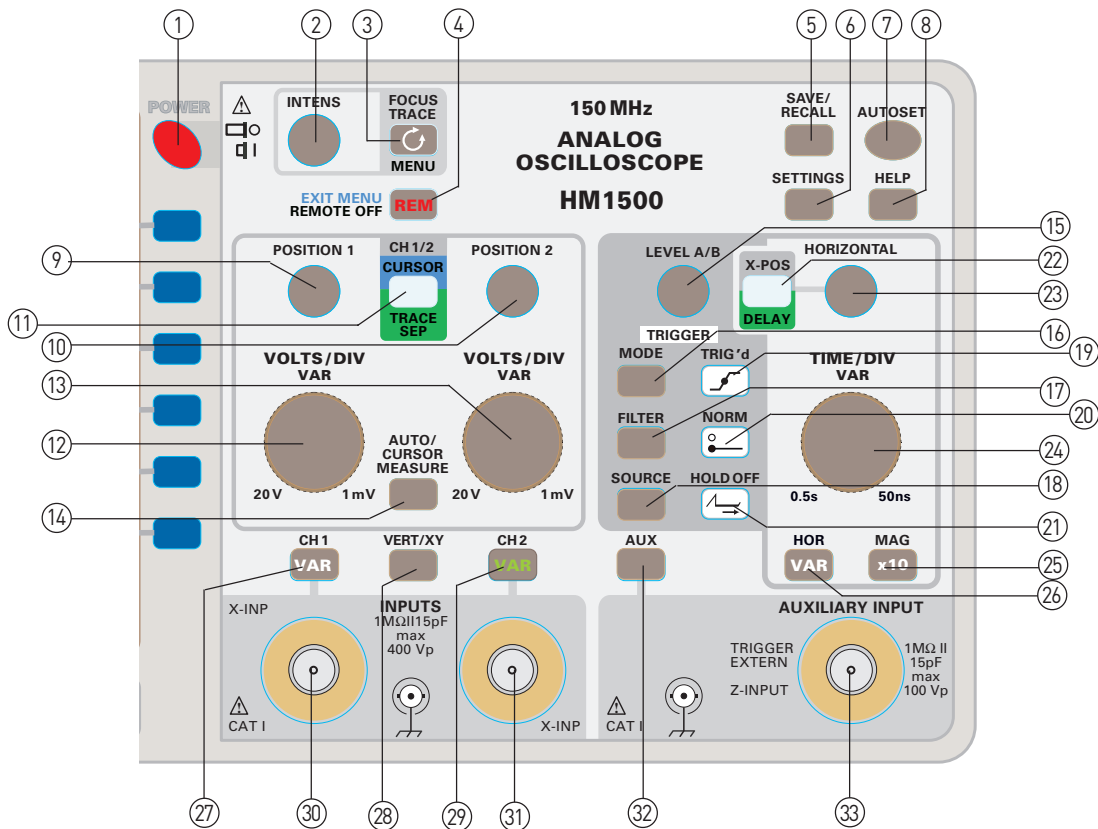 1
2
3
4
5
6
7
8
POWER
INTENS
FOCUS
TRACE
MENU
EXIT MENU
REMOTE OFF
REM
150 MHz
ANALOG
OSCILLOSCOPE
HM1500
SAVE/
RECALL
AUTOSET
SETTINGS
HELP
9
11
10
13
12
14
POSITION 1
CH 1/2
CURSOR
TRACE
SEP
POSITION 2
VOLTS / DIV
VAR
VOLTS / DIV
VAR
20 V
1 mV
AUTO/
CURSOR
MEASURE
20 V
1 mV
LEVEL A/B
X-POS
DELAY
HORIZONTAL
TRIGGER
MODE
TRIG'd
FILTER
NORM
SOURCE
HOLD OFF
TIME / DIV
VAR
0.5s
50ns
15
22
23
16
19
17
20
24
18
21
25
26
CH 1
VAR
VERT/XY
CH 2
VAR
AUX
HOR
VAR
MAG
x10
X-INP
INPUTS
1MΩII15pF
max
400 Vp
CAT I
X-INP
CAT I
AUXILIARY INPUT
TRIGGER
EXTERN
Z-INPUT
1MΩ II
15pF
max
100 Vp
27
30
28
29
31
32
33